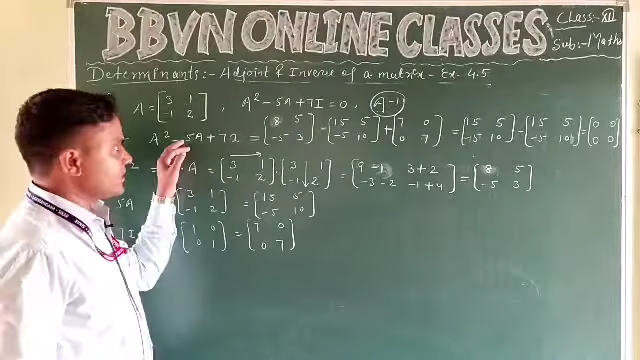 BBVN ONLINE CLASSES
Class:- XII
Sub:- Maths
Determinants:- Adjoint & Inverse of a matrix - Ex- 4.5
A = [3 1 -1 2] A² - 5A + 7I = 0, A-1
A² - 5A + 7I = [8 5 -5 3] - [15 5 -5 10] + [7 0 0 7] = [15 5 -15 10] - [15 5 -15 10] = [0 0 0 0]
2 = A = [3 1 -1 2] . [3 1 -1 2] = [9-1 3+2 -3-2 -1+4] = [8 5 -5 3]
5A [3 1 -1 2] = [15 5 -5 10]
7I [1 0 0 1] = [7 0 0 7]